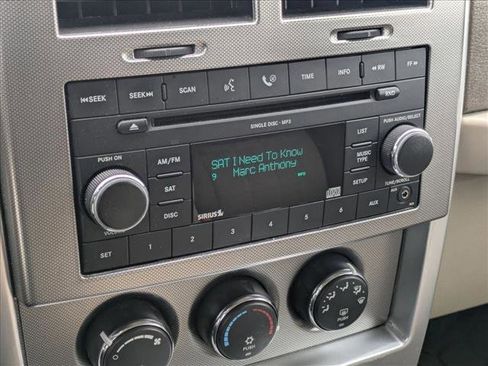 SEEK
SEEK
SCAN
TIME
INFO
RW
FF
RND
SINGLE DISC - MP3
PUSH ON
AM/FM
SAT
DISC
SAT I Need To Know
9 Marc Anthony
SIRIUS
PUSH AUDIO/SELECT
LIST
MUSIC TYPE
SETUP
TUNE/SCROLL
SET
1
2
3
4
5
6
AUX
PUSH
PUSH